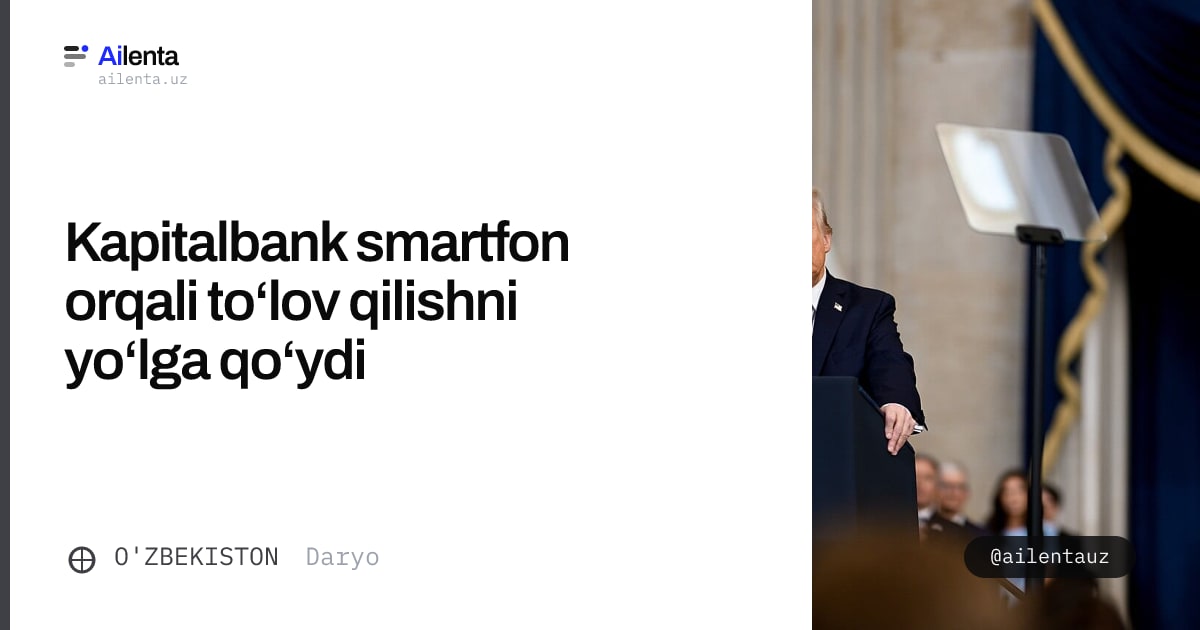 Ailenta
ailenta.uz
Kapitalbank smartfon
orqali to‘lov qilishni
yo‘lga qo‘ydi
O'ZBEKISTON Daryo
@ailentauz